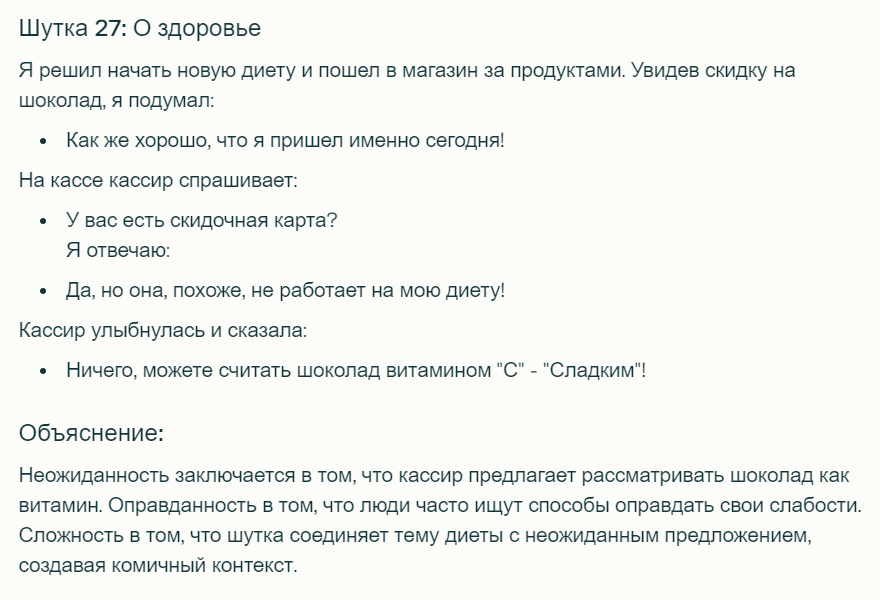 Шутка 27: О здоровье
Я решил начать новую диету и пошел в магазин за продуктами. Увидев скидку на
шоколад, я подумал:
• Как же хорошо, что я пришел именно сегодня!
На кассе кассир спрашивает:
• У вас есть скидочная карта?
Я отвечаю:
• Да, но она, похоже, не работает на мою диету!
Кассир улыбнулась и сказала:
• Ничего, можете считать шоколад витамином "С" - "Сладким"!
Объяснение:
Неожиданность заключается в том, что кассир предлагает рассматривать шоколад как
витамин. Оправданность в том, что люди часто ищут способы оправдать свои слабости.
Сложность в том, что шутка соединяет тему диеты с неожиданным предложением,
создавая комичный контекст.